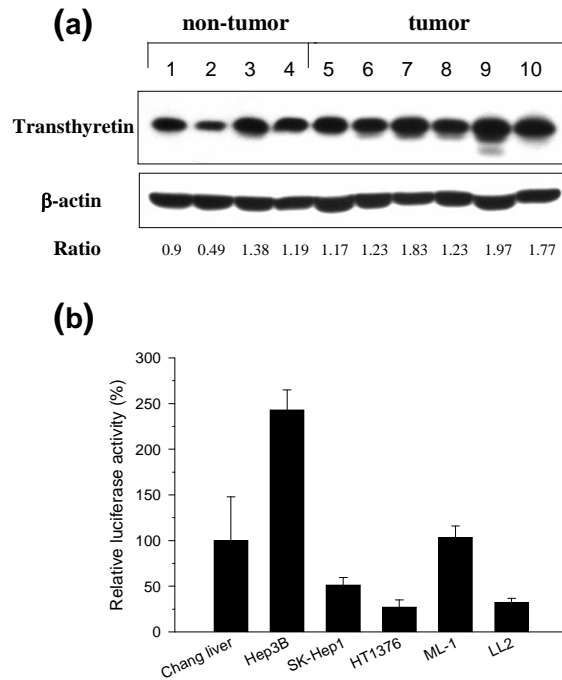 (a)
non-tumor tumor
1 2 3 4 5 6 7 8 9 10
Transthyretin
β-actin
Ratio 0.9 0.49 1.38 1.19 1.17 1.23 1.83 1.23 1.97 1.77
(b)
Relative luciferase activity (%)
300
250
200
150
100
50
0
Chang liver Hep3B SK-Hep1 HT1376 ML-1 LL2